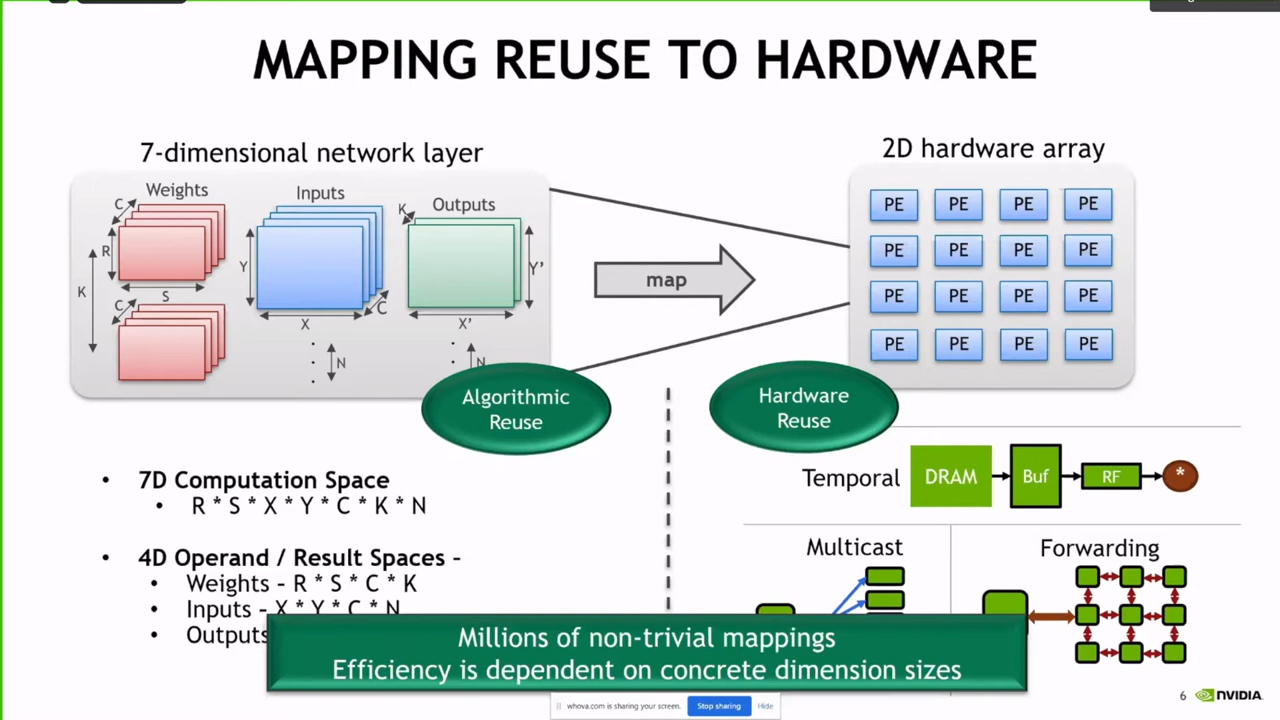 MAPPING REUSE TO HARDWARE
7-dimensional network layer
Weights
Inputs
Outputs
C
R
K
S
C
Y
X
C
N
K
Y'
X'
N
map
2D hardware array
PE PE PE PE
PE PE PE PE
PE PE PE PE
PE PE PE PE
Algorithmic
Reuse
Hardware
Reuse
• 7D Computation Space
• R * S * X * Y * C * K * N
• 4D Operand / Result Spaces –
• Weights – R * S * C * K
• Inputs – X * Y * C * N
• Outputs
Temporal
DRAM
Buf
RF
*
Multicast
Forwarding
Millions of non-trivial mappings
Efficiency is dependent on concrete dimension sizes
whova.com is sharing your screen.
Stop sharing
Hide
6
NVIDIA.